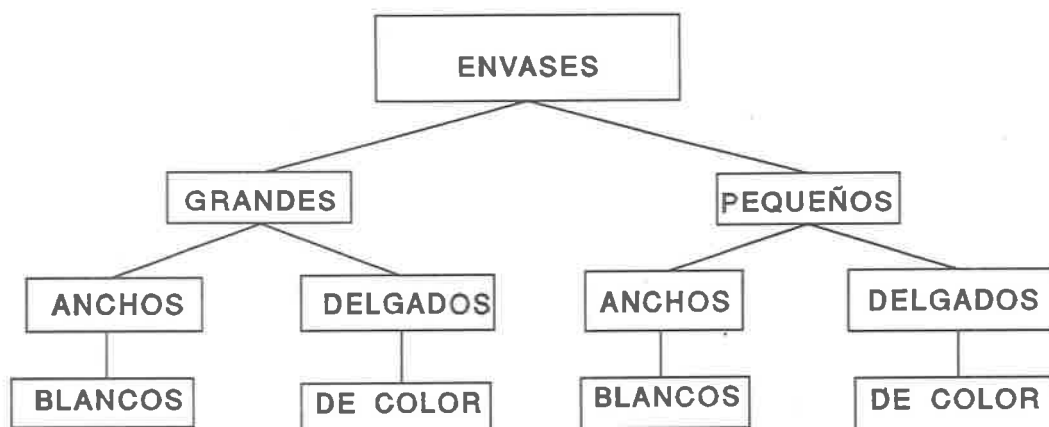 ENVASES
GRANDES
PEQUEÑOS
ANCHOS
DELGADOS
ANCHOS
DELGADOS
BLANCOS
DE COLOR
BLANCOS
DE COLOR